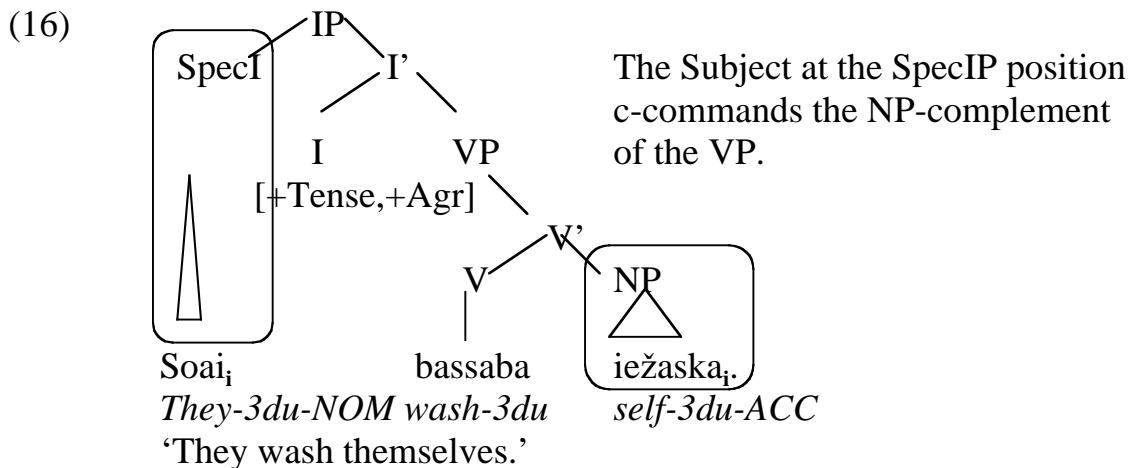 (16)
IP
SpecI I’ The Subject at the SpecIP position
c-commands the NP-complement
I VP of the VP.
[+Tense,+Agr]
V’
V NP
Soaiᵢ bassaba iežaskaᵢ.
They-3du-NOM wash-3du self-3du-ACC
‘They wash themselves.’